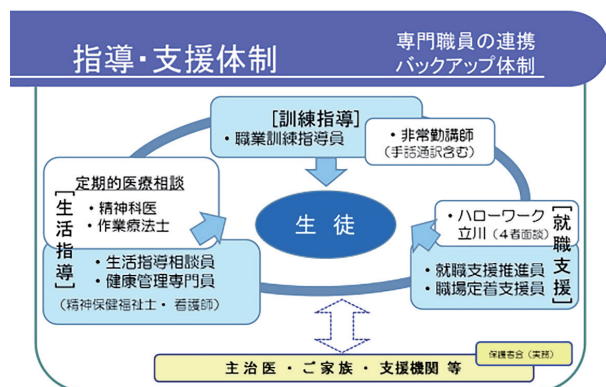 指導・支援体制
専門職員の連携
バックアップ体制
[訓練指導]
・職業訓練指導員
・非常勤講師
(手話通訳含む)
定期的医療相談
・精神科医
・作業療法士
[生活指導]
・生活指導相談員
・健康管理専門員
(精神保健福祉士・看護師)
生徒
・ハローワーク
立川(4者面談)
[就職支援]
・就職支援推進員
・職場定着支援員
主治医・ご家族・支援機関 等
保護者会(実務)